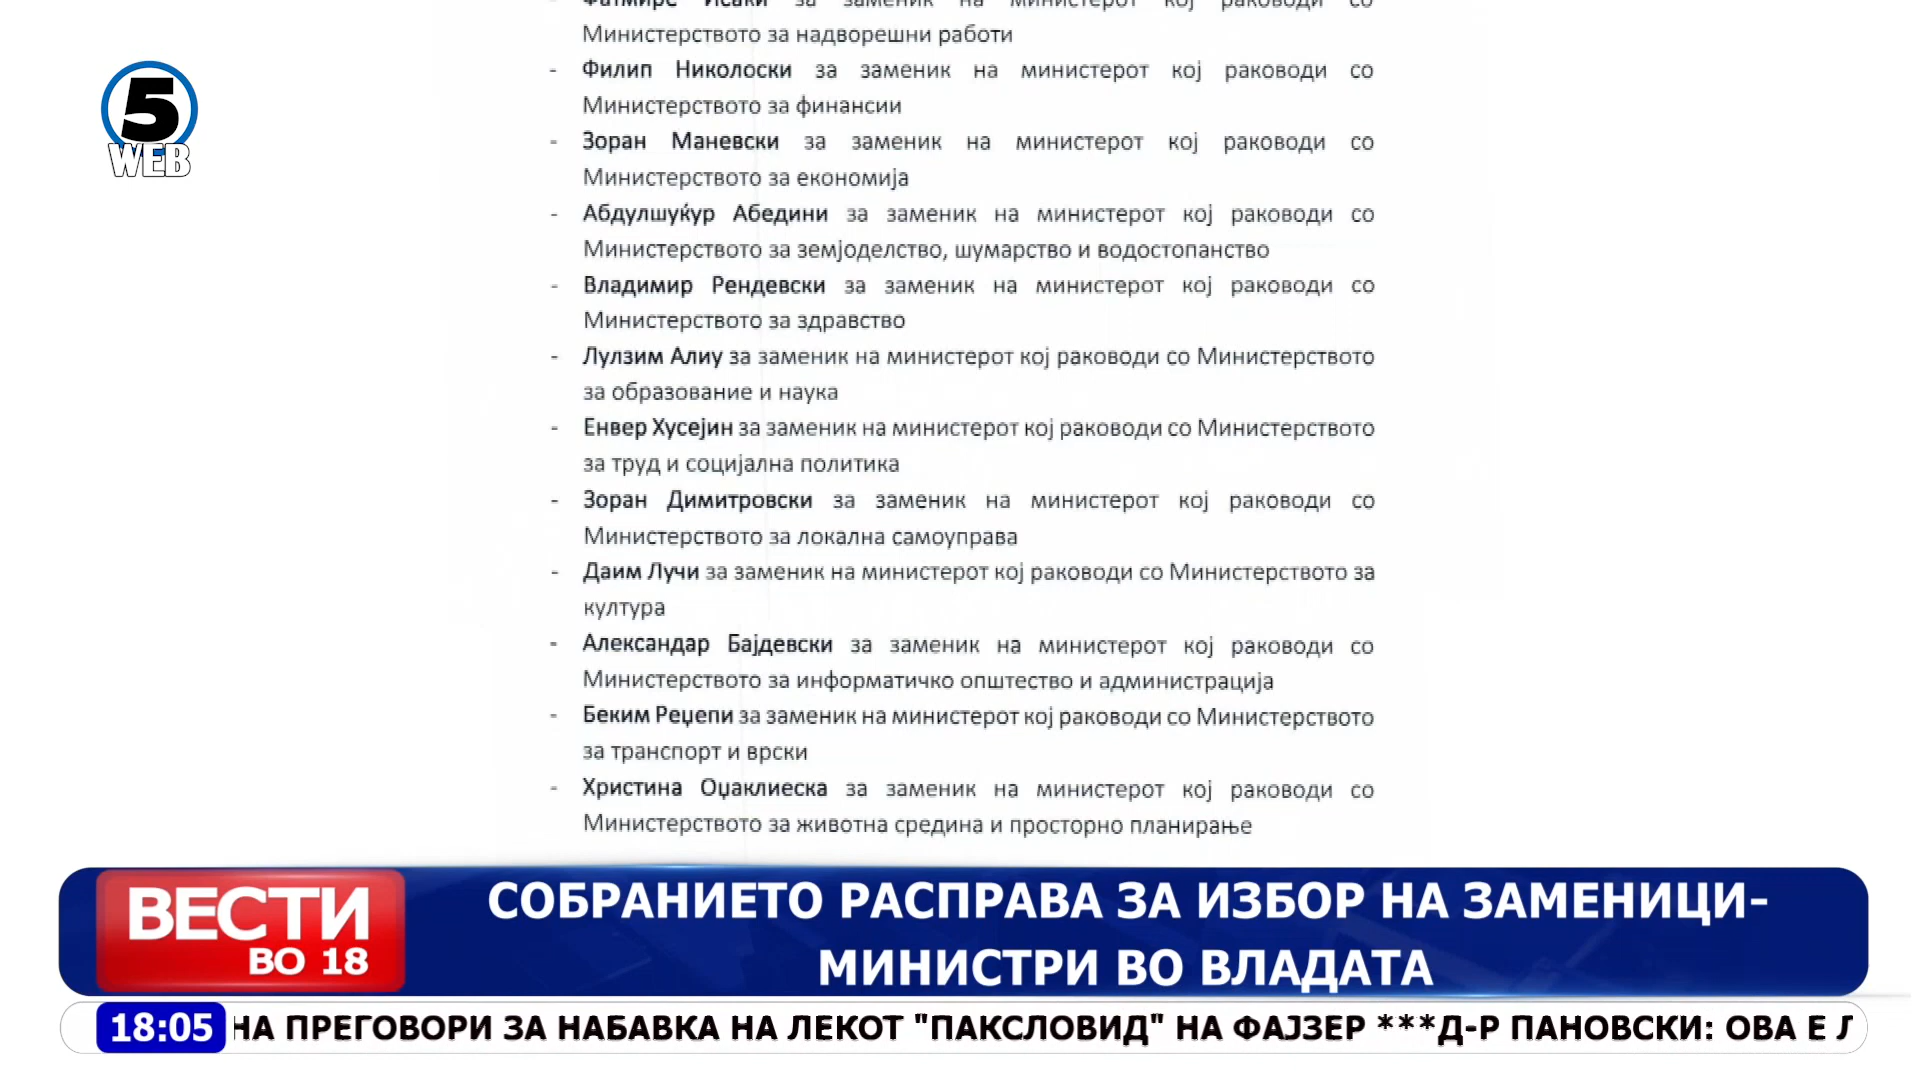 - Фатмире Исаки за заменик на министерот кој раководи со
Министерството за надворешни работи
- Филип Николоски за заменик на министерот кој раководи со
Министерството за финансии
- Зоран Маневски за заменик на министерот кој раководи со
Министерството за економија
- Абдулшуќур Абедини за заменик на министерот кој раководи со
Министерството за земјоделство, шумарство и водостопанство
- Владимир Рендевски за заменик на министерот кој раководи со
Министерството за здравство
- Лулзим Алиу за заменик на министерот кој раководи со Министерството
за образование и наука
- Енвер Хусејин за заменик на министерот кој раководи со Министерството
за труд и социјална политика
- Зоран Димитровски за заменик на министерот кој раководи со
Министерството за локална самоуправа
- Даим Лучи за заменик на министерот кој раководи со Министерството за
култура
- Александар Бајдевски за заменик на министерот кој раководи со
Министерството за информатичко општество и администрација
- Беким Реџепи за заменик на министерот кој раководи со Министерството
за транспорт и врски
- Христина Оџаклиеска за заменик на министерот кој раководи со
Министерството за животна средина и просторно планирање
5
WEB
ВЕСТИ
ВО 18
СОБРАНИЕТО РАСПРАВА ЗА ИЗБОР НА ЗАМЕНИЦИ-
МИНИСТРИ ВО ВЛАДАТА
18:05 НА ПРЕГОВОРИ ЗА НАБАВКА НА ЛЕКОТ "ПАКСЛОВИД" НА ФАЈЗЕР ***Д-Р ПАНОВСКИ: ОВА Е